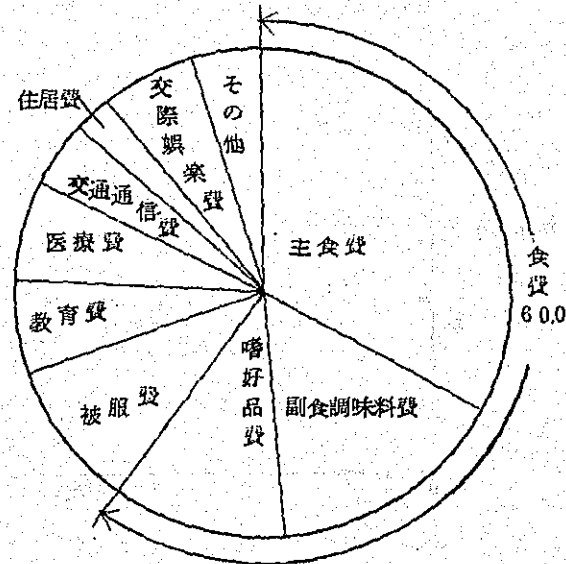 主食費
副食調味料費
嗜好品費
被服費
教育費
医療費
交通通信費
住居費
交際娯楽費
その他
食費
60.0